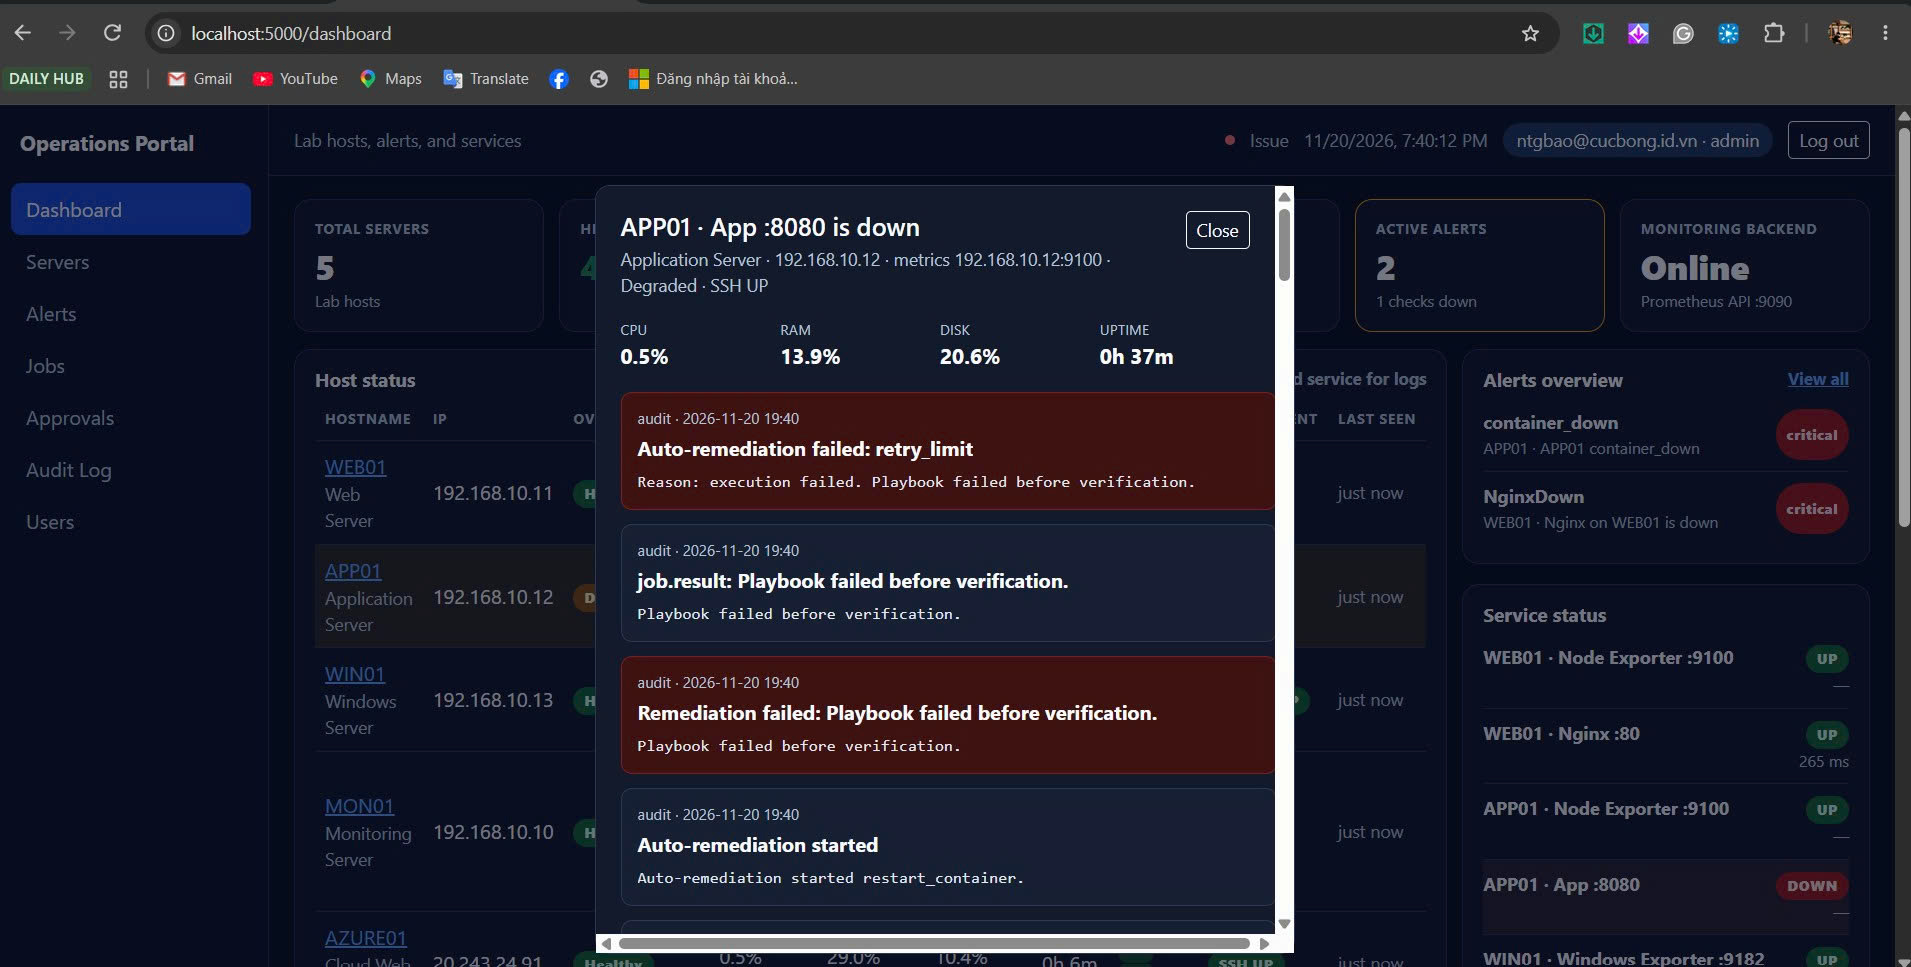 localhost:5000/dashboard
DAILY HUB
Gmail
YouTube
Maps
Translate
Đăng nhập tài khoả...
Operations Portal
Lab hosts, alerts, and services
Issue
11/20/2026, 7:40:12 PM
ntgbao@cucbong.id.vn · admin
Log out
Dashboard
Servers
Alerts
Jobs
Approvals
Audit Log
Users
TOTAL SERVERS
5
Lab hosts
ACTIVE ALERTS
2
1 checks down
MONITORING BACKEND
Online
Prometheus API :9090
APP01 · App :8080 is down
Close
Application Server · 192.168.10.12 · metrics 192.168.10.12:9100 ·
Degraded · SSH UP
CPU RAM DISK UPTIME
0.5% 13.9% 20.6% 0h 37m
audit · 2026-11-20 19:40
Auto-remediation failed: retry_limit
Reason: execution failed. Playbook failed before verification.
audit · 2026-11-20 19:40
job.result: Playbook failed before verification.
Playbook failed before verification.
audit · 2026-11-20 19:40
Remediation failed: Playbook failed before verification.
Playbook failed before verification.
audit · 2026-11-20 19:40
Auto-remediation started
Auto-remediation started restart_container.
Host status
service for logs
HOSTNAME IP LAST SEEN
WEB01
Web
Server
192.168.10.11
just now
APP01
Application
Server
192.168.10.12
just now
WIN01
Windows
Server
192.168.10.13
just now
MON01
Monitoring
Server
192.168.10.10
just now
AZURE01
Cloud Web
20.243.24.91
Healthy
0.5%
29.0%
10.4%
0h 6m
SSH UP
just now
Alerts overview
View all
container_down
APP01 · APP01 container_down
critical
NginxDown
WEB01 · Nginx on WEB01 is down
critical
Service status
WEB01 · Node Exporter :9100
UP
—
WEB01 · Nginx :80
UP
265 ms
APP01 · Node Exporter :9100
UP
—
APP01 · App :8080
DOWN
—
WIN01 · Windows Exporter :9182
UP